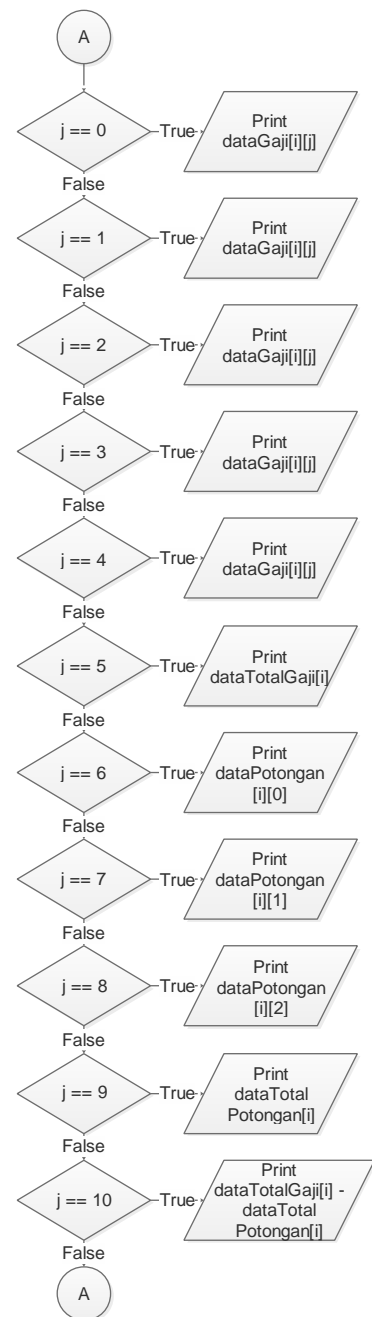 A
j == 0
True
Print
dataGaji[i][j]
False
j == 1
True
Print
dataGaji[i][j]
False
j == 2
True
Print
dataGaji[i][j]
False
j == 3
True
Print
dataGaji[i][j]
False
j == 4
True
Print
dataGaji[i][j]
False
j == 5
True
Print
dataTotalGaji[i]
False
j == 6
True
Print
dataPotongan
[i][0]
False
j == 7
True
Print
dataPotongan
[i][1]
False
j == 8
True
Print
dataPotongan
[i][2]
False
j == 9
True
Print
dataTotal
Potongan[i]
False
j == 10
True
Print
dataTotalGaji[i] -
dataTotal
Potongan[i]
False
A